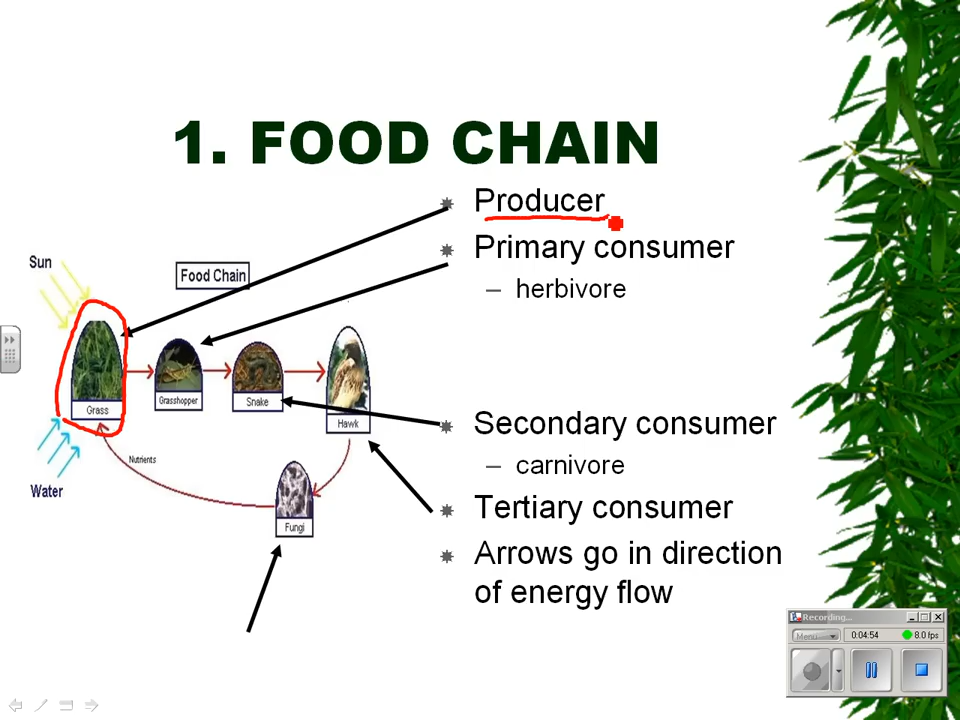 1. FOOD CHAIN
Producer
Primary consumer
– herbivore
Sun
Food Chain
Grass
Grasshopper
Snake
Hawk
Secondary consumer
– carnivore
Nutrients
Water
Fungi
Tertiary consumer
Arrows go in direction
of energy flow
Recording...
Menu
0:04:54
8.0 fps